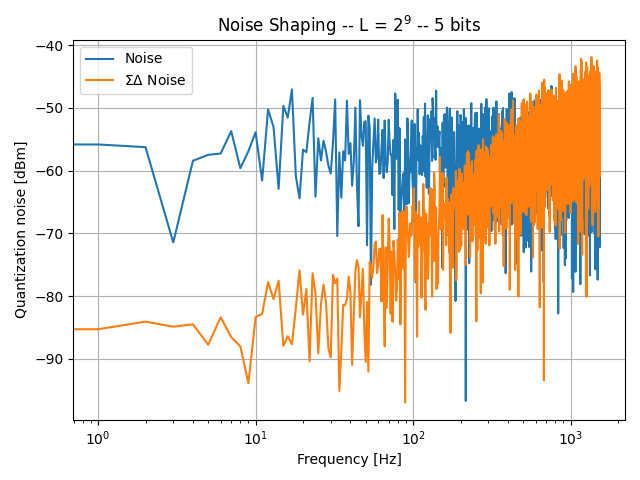 Noise Shaping -- L = 2⁹ -- 5 bits
Noise
ΣΔ Noise
Quantization noise [dBm]
−40
−50
−60
−70
−80
−90
10⁰ 10¹ 10² 10³
Frequency [Hz]